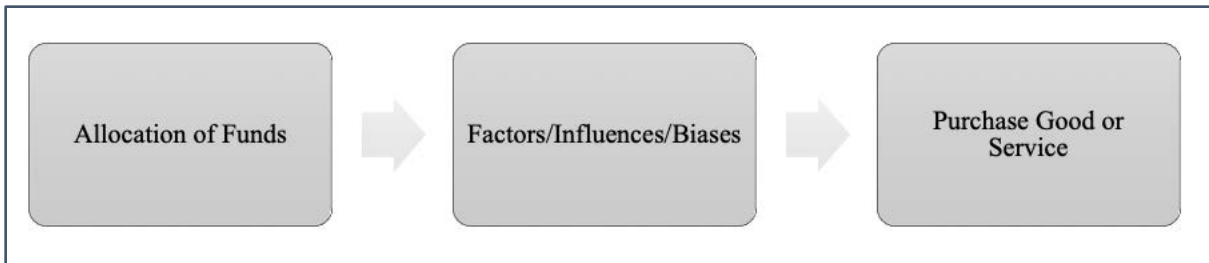 Allocation of Funds
Factors/Influences/Biases
Purchase Good or
Service